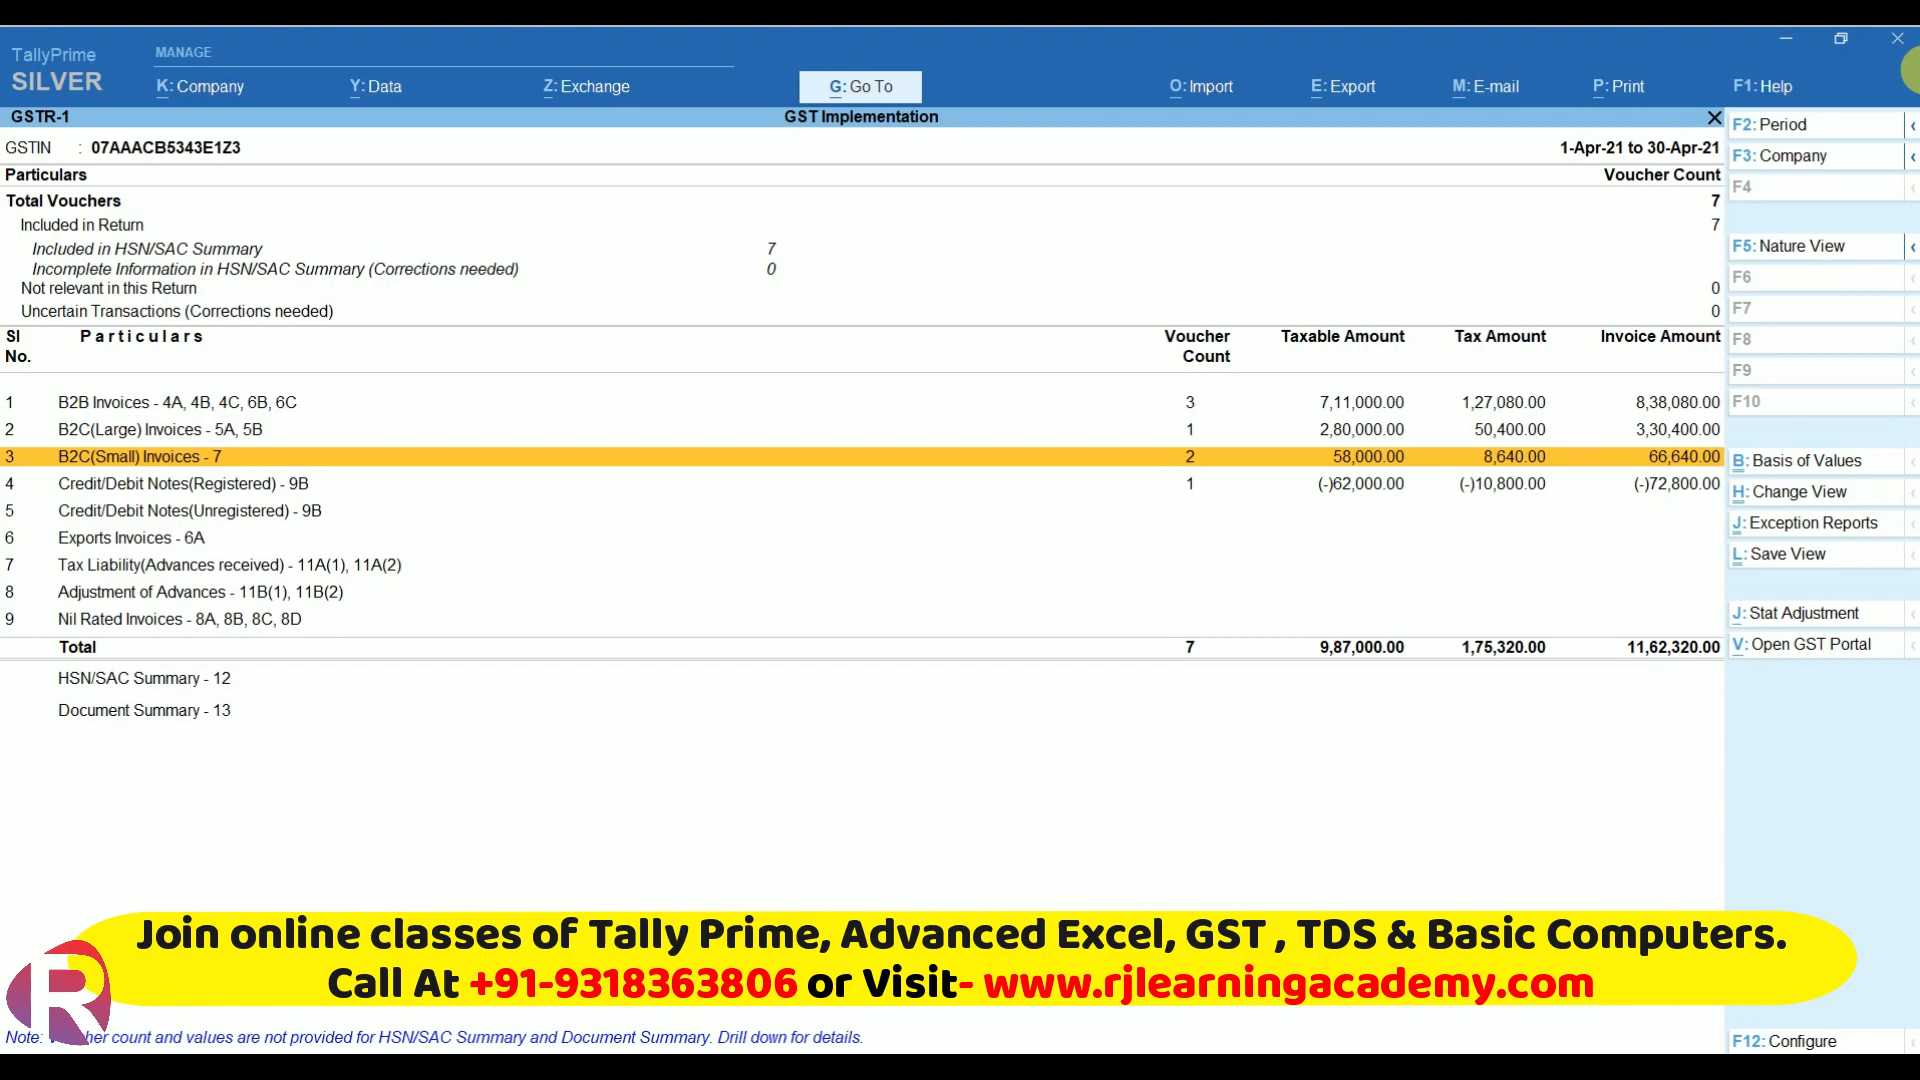 TallyPrime
SILVER
MANAGE
K: Company
Y: Data
Z: Exchange
G: Go To
O: Import
E: Export
M: E-mail
P: Print
F1: Help
GSTR-1 GST Implementation
GSTIN : 07AAACB5343E1Z3 1-Apr-21 to 30-Apr-21
Particulars Voucher Count
Total Vouchers 7
Included in Return 7
Included in HSN/SAC Summary 7
Incomplete Information in HSN/SAC Summary (Corrections needed) 0
Not relevant in this Return 0
Uncertain Transactions (Corrections needed) 0
Sl No. Particulars Voucher Count Taxable Amount Tax Amount Invoice Amount
1 B2B Invoices - 4A, 4B, 4C, 6B, 6C 3 7,11,000.00 1,27,080.00 8,38,080.00
2 B2C(Large) Invoices - 5A, 5B 1 2,80,000.00 50,400.00 3,30,400.00
3 B2C(Small) Invoices - 7 2 58,000.00 8,640.00 66,640.00
4 Credit/Debit Notes(Registered) - 9B 1 (-)62,000.00 (-)10,800.00 (-)72,800.00
5 Credit/Debit Notes(Unregistered) - 9B
6 Exports Invoices - 6A
7 Tax Liability(Advances received) - 11A(1), 11A(2)
8 Adjustment of Advances - 11B(1), 11B(2)
9 Nil Rated Invoices - 8A, 8B, 8C, 8D
Total 7 9,87,000.00 1,75,320.00 11,62,320.00
HSN/SAC Summary - 12
Document Summary - 13
F2: Period
F3: Company
F4
F5: Nature View
F6
F7
F8
F9
F10
B: Basis of Values
H: Change View
J: Exception Reports
L: Save View
J: Stat Adjustment
V: Open GST Portal
F12: Configure
Join online classes of Tally Prime, Advanced Excel, GST , TDS & Basic Computers.
Call At +91-9318363806 or Visit- www.rjlearningacademy.com
R
Note: count and values are not provided for HSN/SAC Summary and Document Summary. Drill down for details.